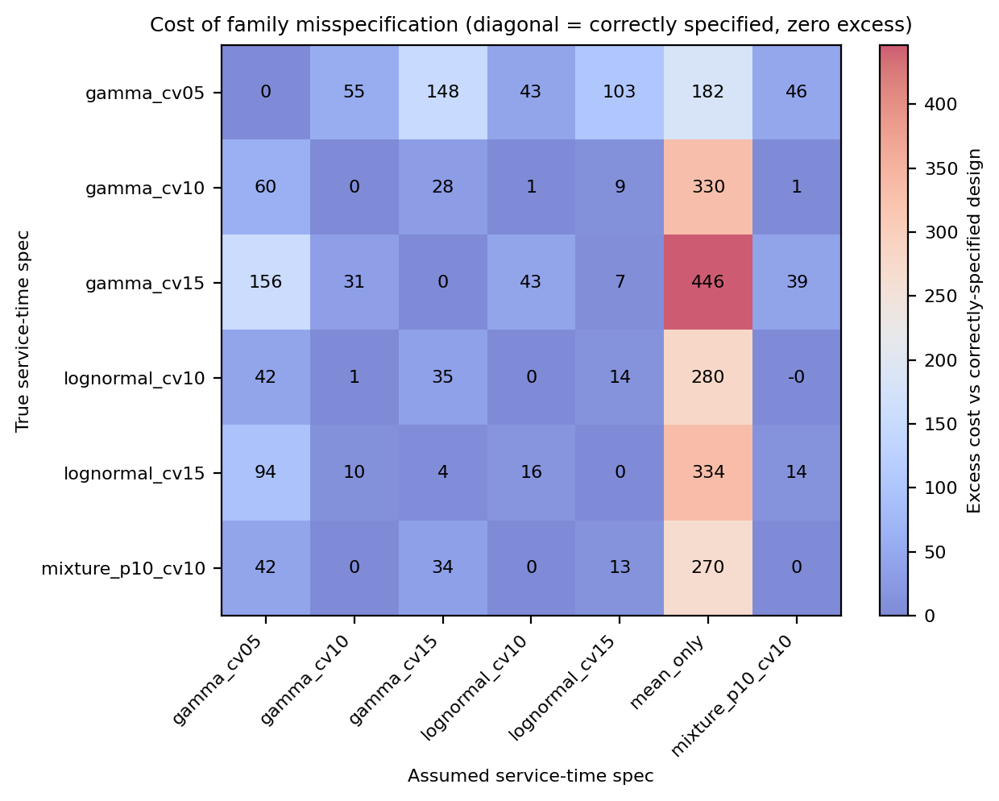 Cost of family misspecification (diagonal = correctly specified, zero excess)
True service-time spec
gamma_cv05 0 55 148 43 103 182 46
gamma_cv10 60 0 28 1 9 330 1
gamma_cv15 156 31 0 43 7 446 39
lognormal_cv10 42 1 35 0 14 280 -0
lognormal_cv15 94 10 4 16 0 334 14
mixture_p10_cv10 42 0 34 0 13 270 0
gamma_cv05
gamma_cv10
gamma_cv15
lognormal_cv10
lognormal_cv15
mean_only
mixture_p10_cv10
Assumed service-time spec
400
350
300
250
200
150
100
50
0
Excess cost vs correctly-specified design